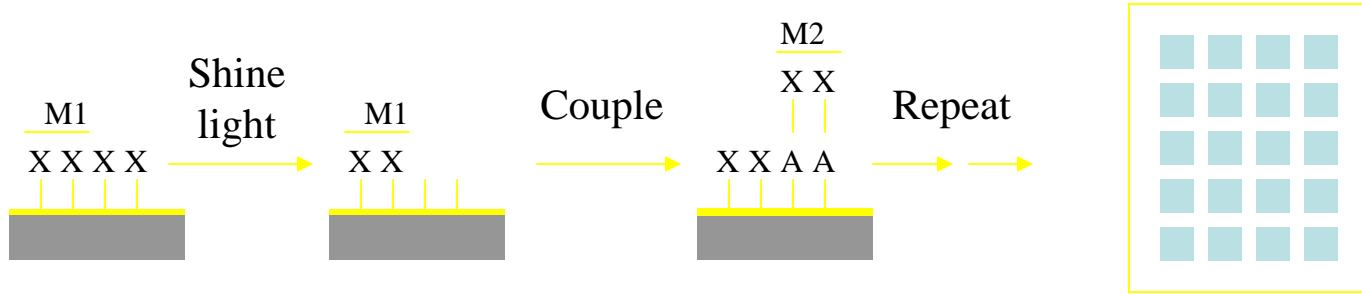 M1
X X X X
Shine
light
M1
X X
Couple
M2
X X
X X A A
Repeat